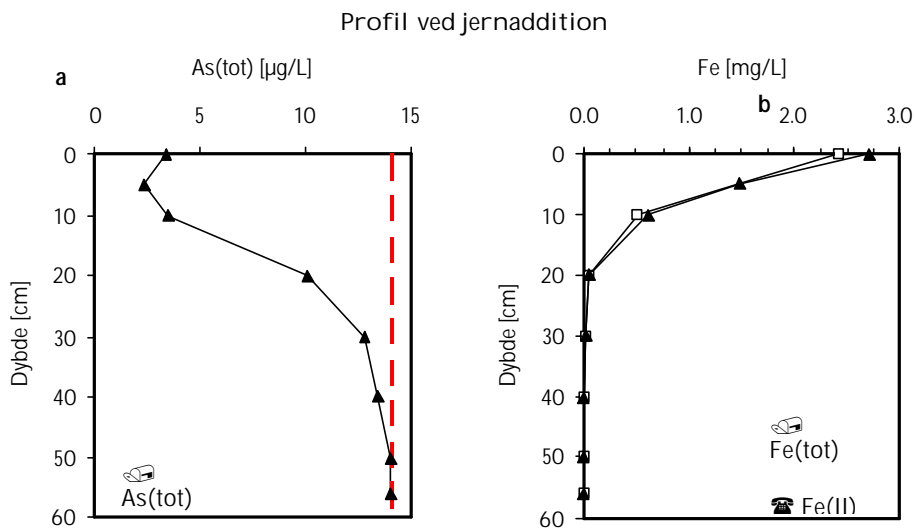 Profil ved jernaddition
a
As(tot) [µg/L]
0 5 10 15
0
10
20
30
40
50
60
Dybde [cm]
As(tot)
Fe [mg/L]
b
0.0 1.0 2.0 3.0
0
10
20
30
40
50
60
Dybde [cm]
Fe(tot)
Fe(II)